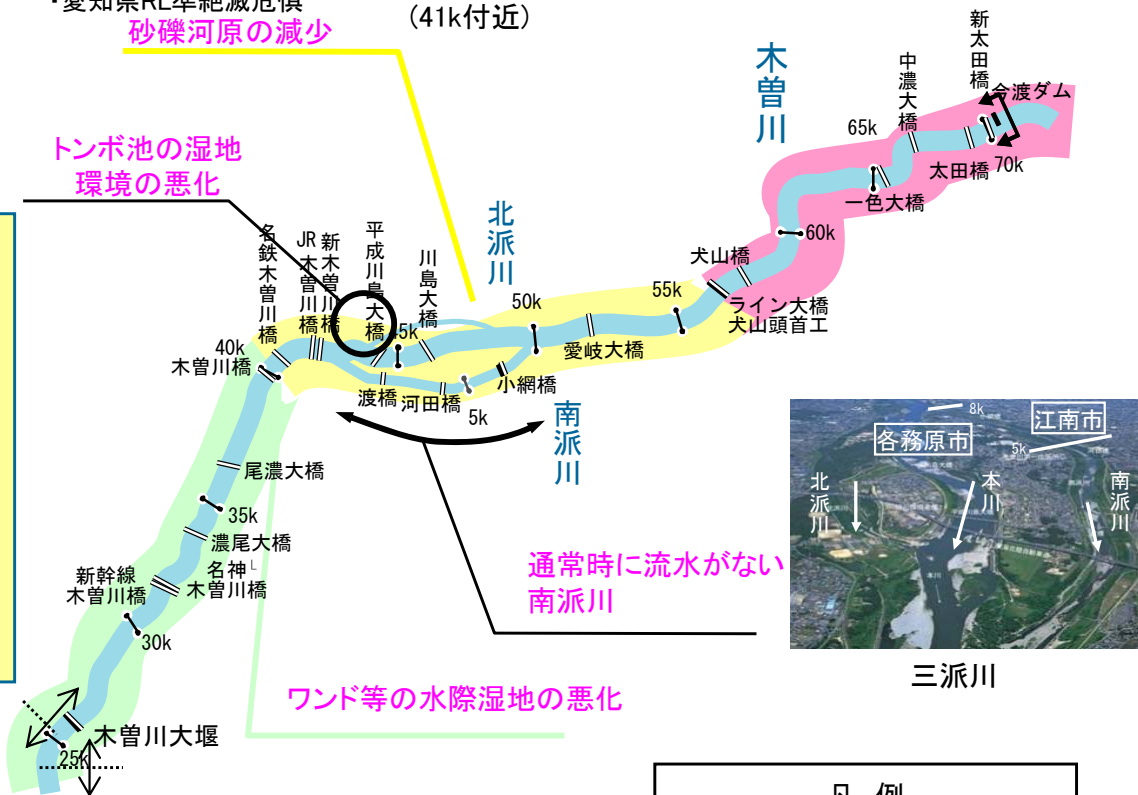 ・愛知県RL準絶滅危惧
（41k付近）
砂礫河原の減少
木曽川
新太田橋
中濃大橋
今渡ダム
65k
太田橋
70k
一色大橋
トンボ池の湿地
環境の悪化
60k
北派川
犬山橋
名鉄木曽川橋
JR木曽川橋
新木曽川橋
平成川島大橋
川島大橋
55k
50k
ライン大橋
犬山頭首工
45k
40k
木曽川橋
愛岐大橋
小網橋
渡橋
河田橋
5k
南派川
尾濃大橋
35k
濃尾大橋
名神
木曽川橋
新幹線
木曽川橋
30k
通常時に流水がない
南派川
8k
江南市
各務原市
5k
北派川
本川
南派川
本川
三派川
ワンド等の水際湿地の悪化
木曽川大堰
25k
凡 例